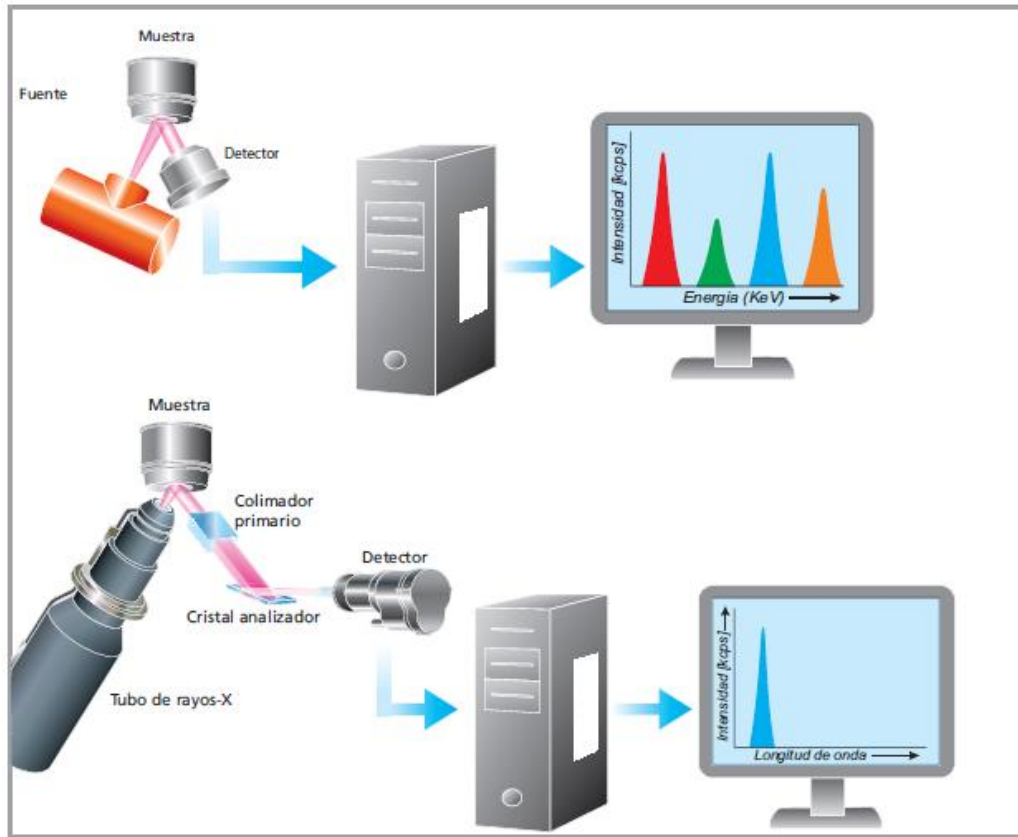 Muestra
Fuente
Detector
Intensidad [kcps]
Energia (KeV)
Muestra
Colimador
primario
Detector
Cristal analizador
Tubo de rayos-X
Intensidad [kcps]
Longitud de onda